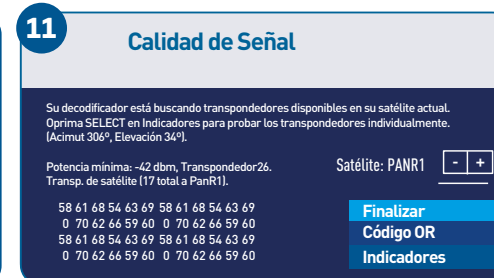 11
Calidad de Señal
Su decodificador está buscando transpondedores disponibles en su satélite actual.
Oprima SELECT en Indicadores para probar los transpondedores individualmente.
(Acimut 306º, Elevación 34º).
Potencia mínima: -42 dbm, Transpondedor26.
Transp. de satélite (17 total a PanR1).
Satélite: PANR1 - +
58 61 68 54 63 69 58 61 68 54 63 69
0 70 62 66 59 60 0 70 62 66 59 60
58 61 68 54 63 69 58 61 68 54 63 69
0 70 62 66 59 60 0 70 62 66 59 60
Finalizar
Código OR
Indicadores